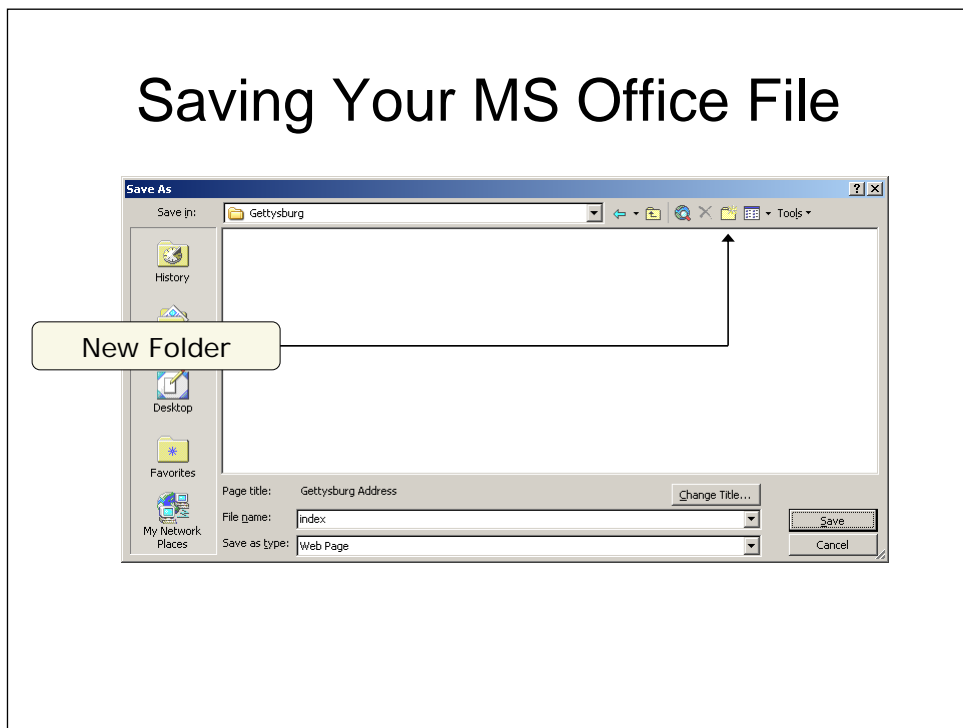 Saving Your MS Office File
Save As
Save in:
Gettysburg
Tools
History
New Folder
Desktop
Favorites
My Network
Places
Page title:
Gettysburg Address
Change Title...
File name:
index
Save
Save as type:
Web Page
Cancel